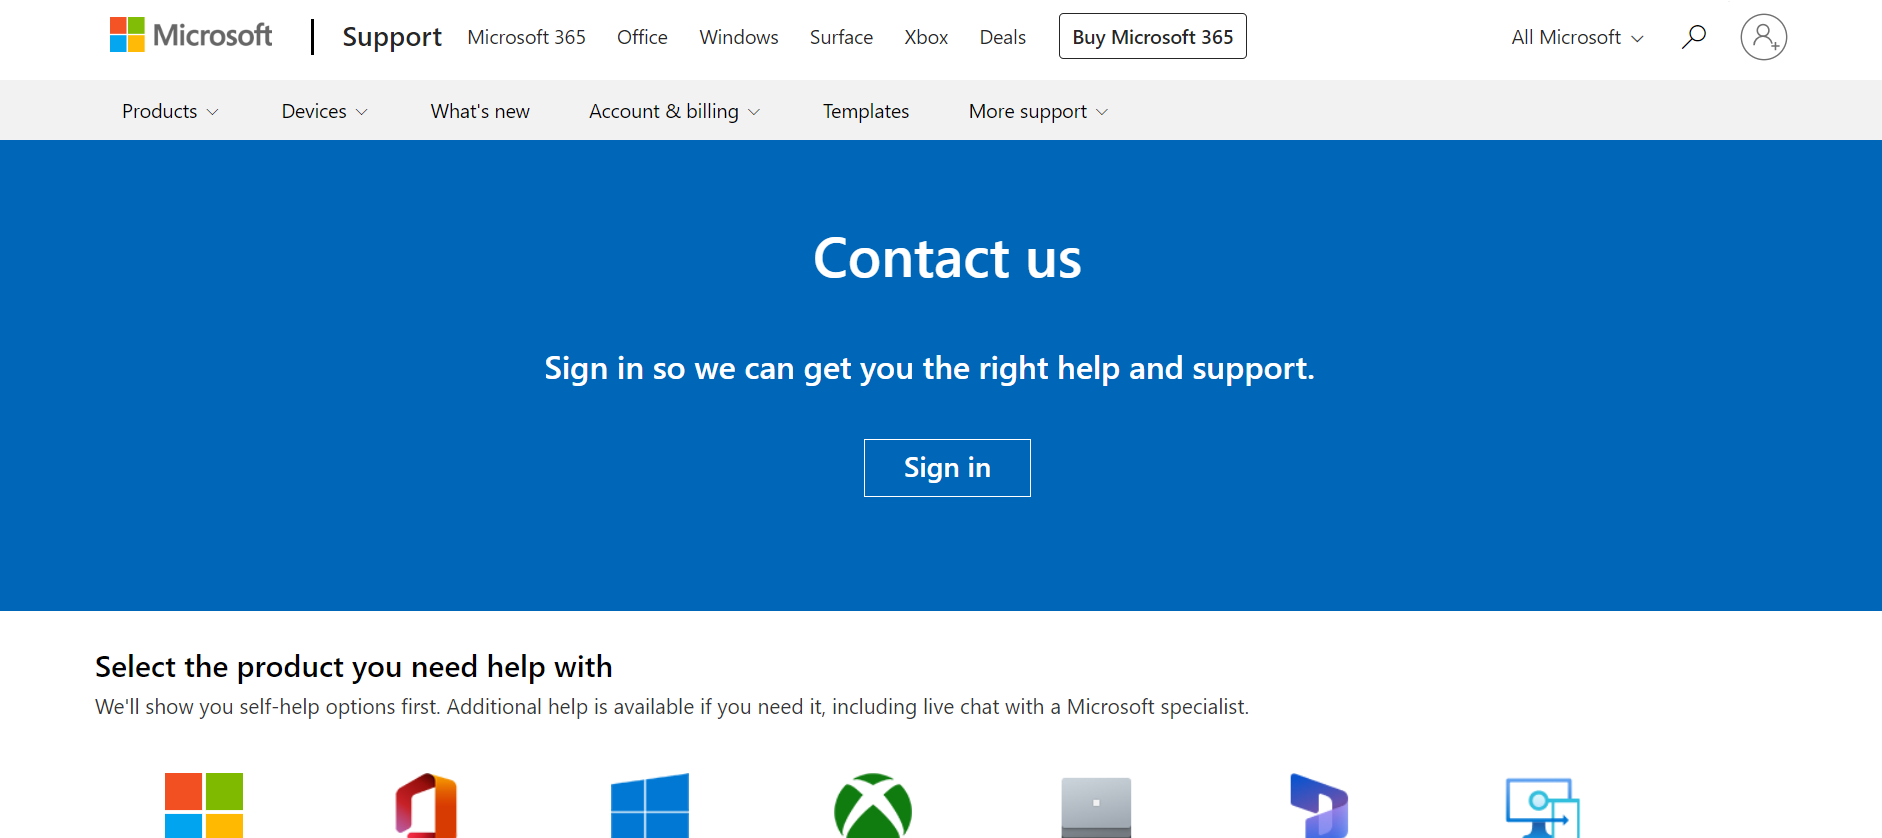 Microsoft
Support
Microsoft 365
Office
Windows
Surface
Xbox
Deals
Buy Microsoft 365
All Microsoft
Products
Devices
What's new
Account & billing
Templates
More support
Contact us
Sign in so we can get you the right help and support.
Sign in
Select the product you need help with
We'll show you self-help options first. Additional help is available if you need it, including live chat with a Microsoft specialist.